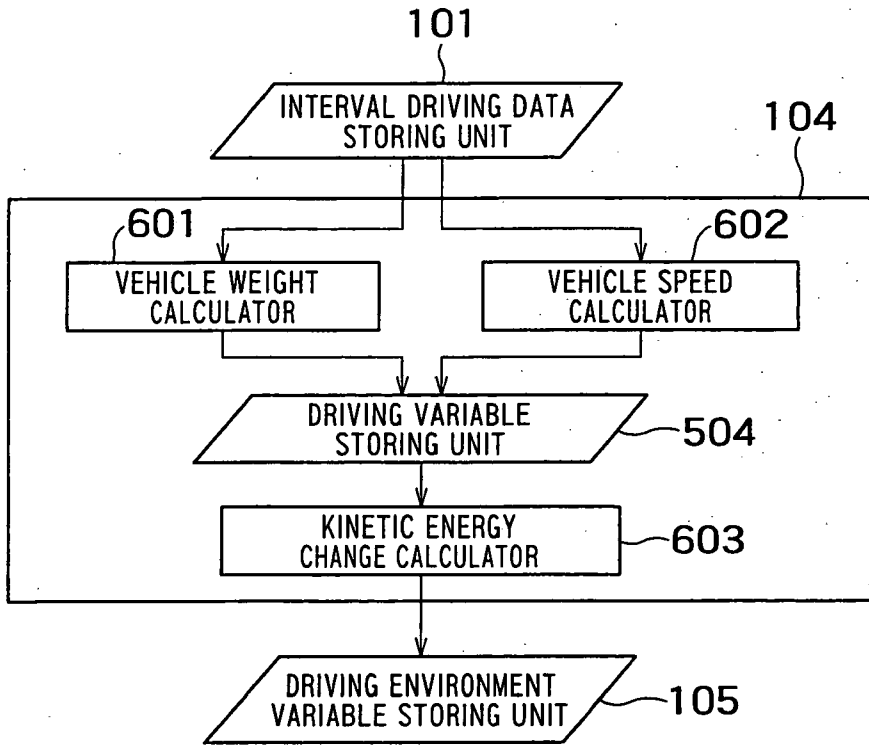 101
INTERVAL DRIVING DATA
STORING UNIT
104
601
602
VEHICLE WEIGHT
CALCULATOR
VEHICLE SPEED
CALCULATOR
DRIVING VARIABLE
STORING UNIT
504
KINETIC ENERGY
CHANGE CALCULATOR
603
DRIVING ENVIRONMENT
VARIABLE STORING UNIT
105